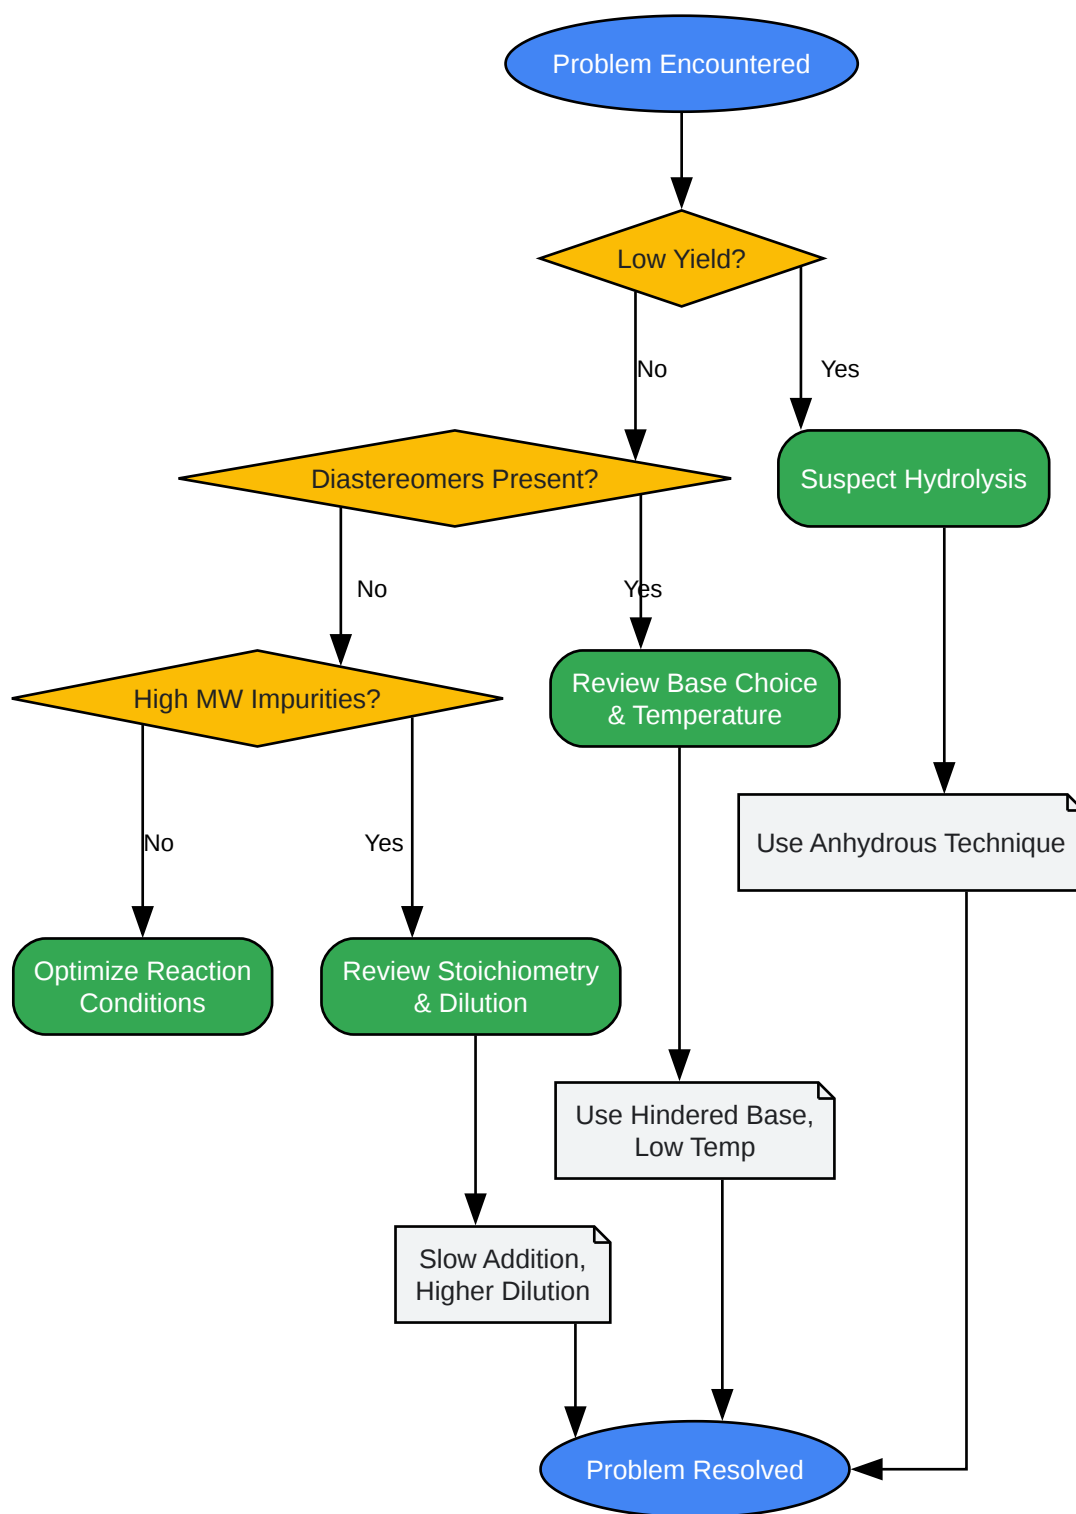 Problem Encountered
Low Yield?
No
Yes
Diastereomers Present?
Suspect Hydrolysis
No
Yes
High MW Impurities?
Review Base Choice
& Temperature
Use Anhydrous Technique
No
Yes
Optimize Reaction
Conditions
Review Stoichiometry
& Dilution
Use Hindered Base,
Low Temp
Slow Addition,
Higher Dilution
Problem Resolved